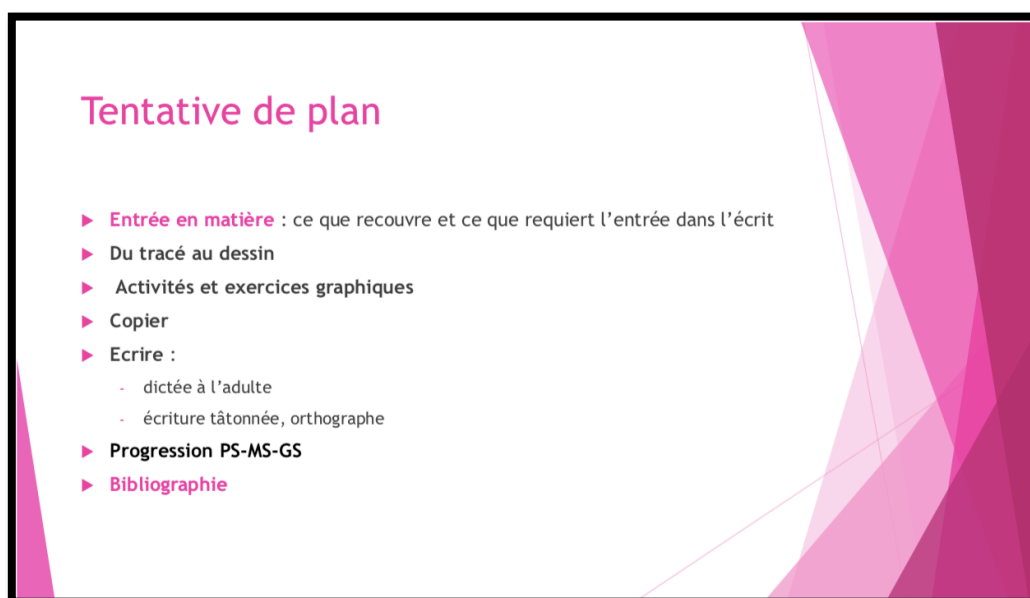 Tentative de plan
Entrée en matière : ce que recouvre et ce que requiert l’entrée dans l’écrit
Du tracé au dessin
Activités et exercices graphiques
Copier
Ecrire :
- dictée à l’adulte
- écriture tâtonnée, orthographe
Progression PS-MS-GS
Bibliographie